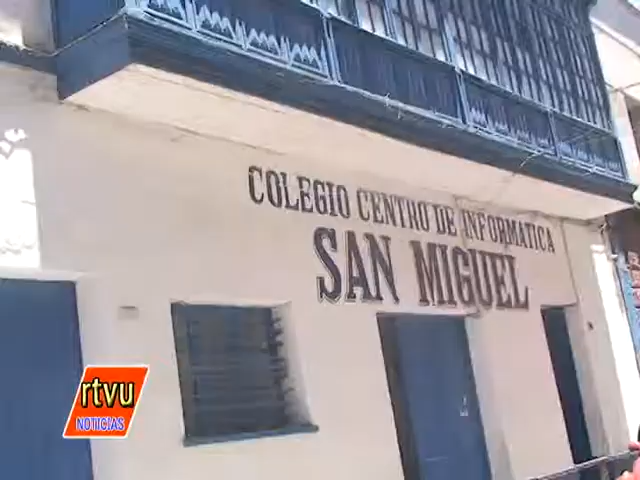 COLEGIO CENTRO DE INFORMATICA
SAN MIGUEL
rtvu
NOTICIAS